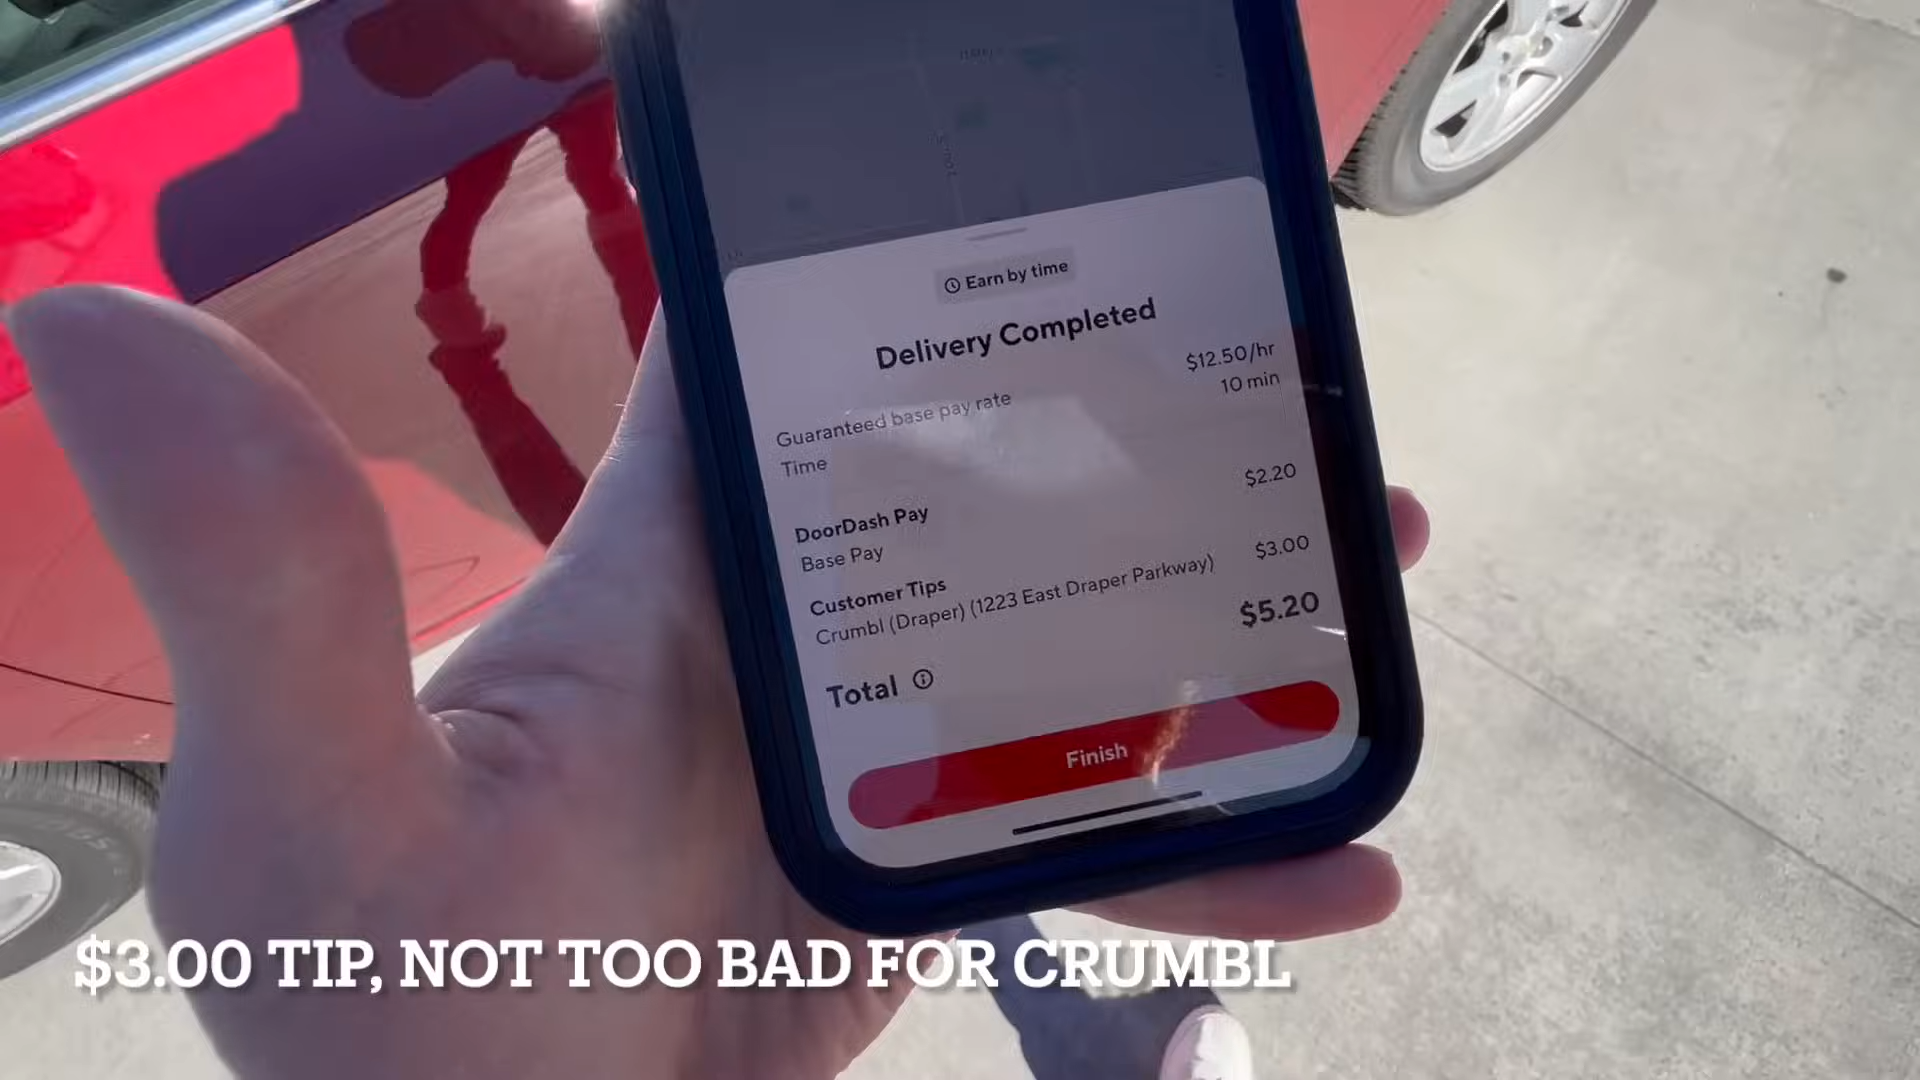 Earn by time
Delivery Completed
Guaranteed base pay rate $12.50/hr
Time 10 min
DoorDash Pay
Base Pay $2.20
Customer Tips
Crumbl (Draper) (1223 East Draper Parkway) $3.00
Total $5.20
Finish
$3.00 TIP, NOT TOO BAD FOR CRUMBL